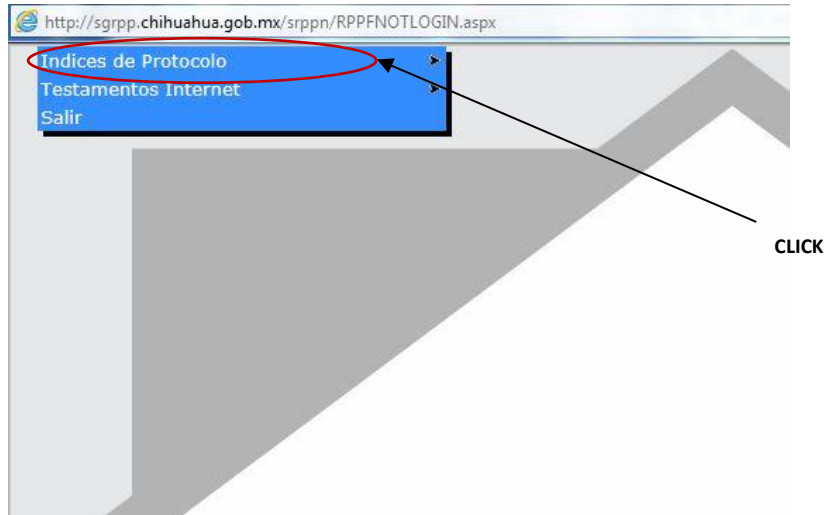 http://sgrpp.chihuahua.gob.mx/srppn/RPPFNOTLOGIN.aspx
Indices de Protocolo
Testamentos Internet
Salir
CLICK